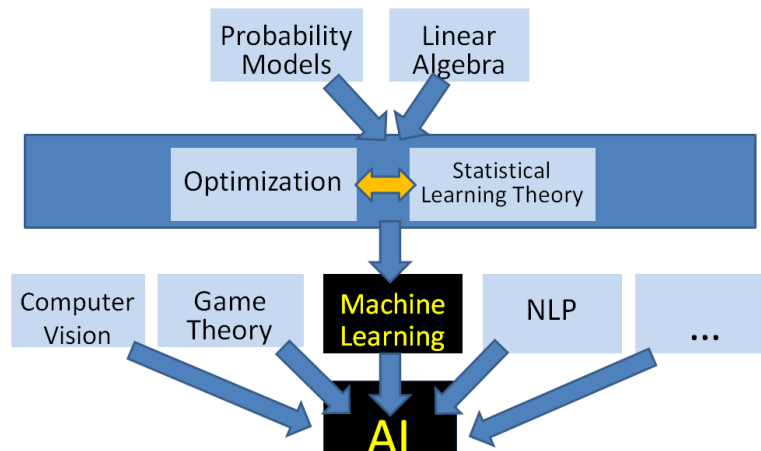 Probability
Models
Linear
Algebra
Optimization
Statistical
Learning Theory
Computer
Vision
Game
Theory
Machine
Learning
NLP
...
AI